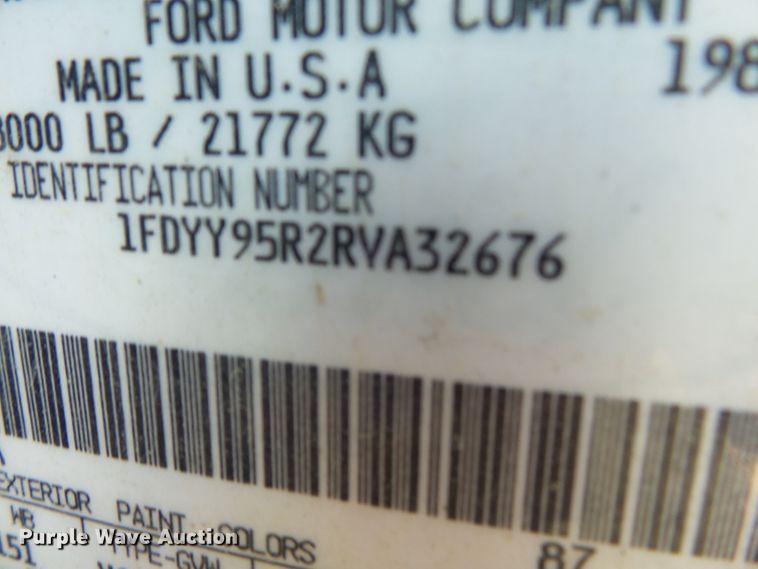 FORD MOTOR COMPANY
MADE IN U.S.A
198
000 LB / 21772 KG
IDENTIFICATION NUMBER
1FDYY95R2RVA32676
EXTERIOR PAINT COLORS
WB TYPE-GVW
87
151
Purple Wave Auction